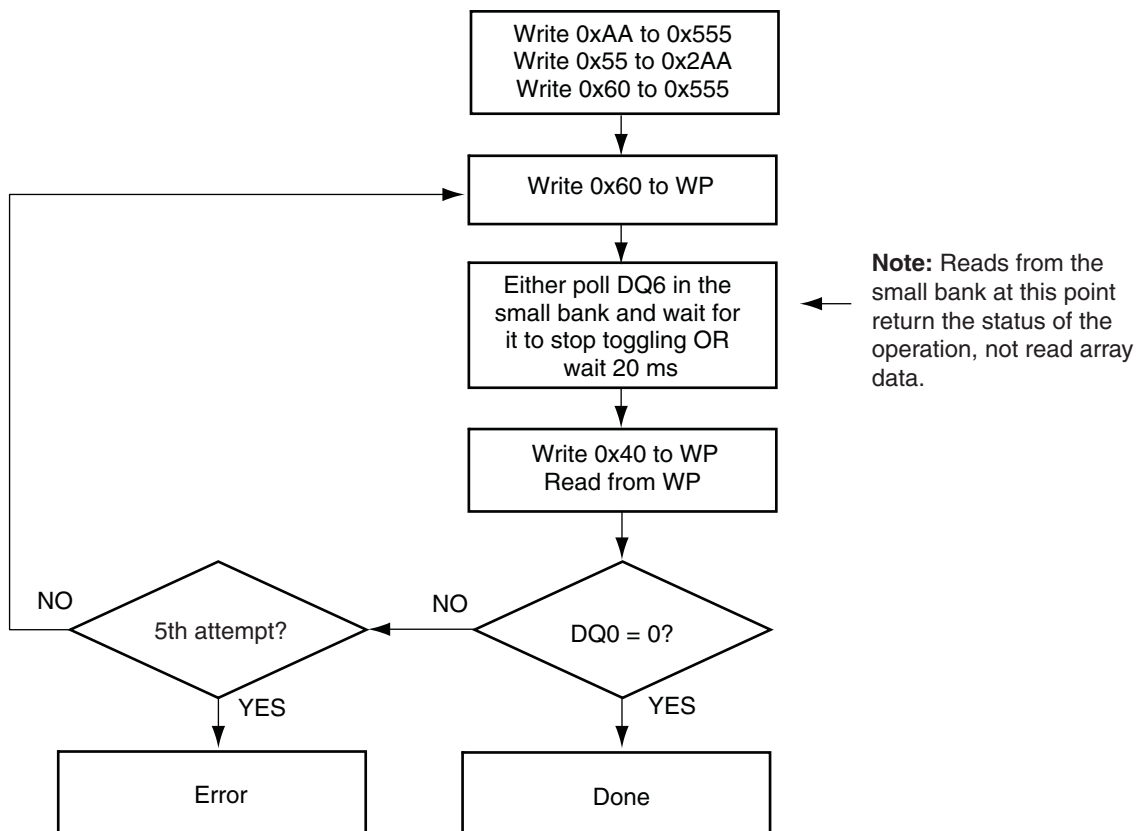 Write 0xAA to 0x555
Write 0x55 to 0x2AA
Write 0x60 to 0x555
Write 0x60 to WP
Either poll DQ6 in the
small bank and wait for
it to stop toggling OR
wait 20 ms
Note: Reads from the
small bank at this point
return the status of the
operation, not read array
data.
Write 0x40 to WP
Read from WP
DQ0 = 0?
NO
5th attempt?
NO
YES
YES
Error
Done